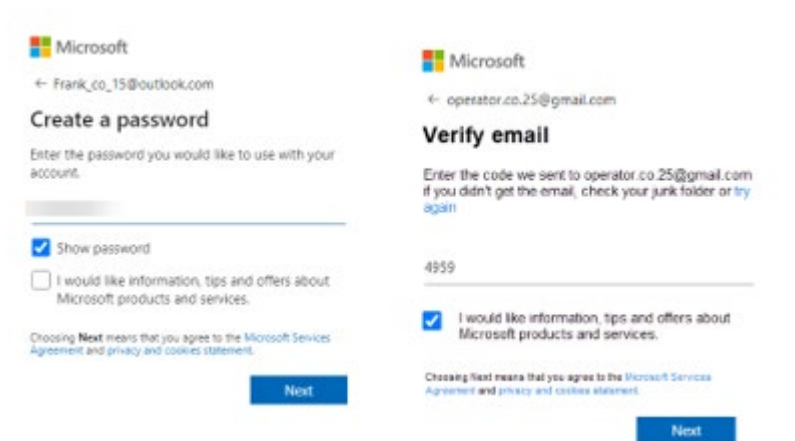 Microsoft
← Frank_co_15@outlook.com
Create a password
Enter the password you would like to use with your
account.
Show password
I would like information, tips and offers about
Microsoft products and services.
Choosing Next means that you agree to the Microsoft Services
Agreement and privacy and cookies statement.
Next
Microsoft
← operator.co.25@gmail.com
Verify email
Enter the code we sent to operator.co.25@gmail.com
if you didn't get the email, check your junk folder or try
again
4959
I would like information, tips and offers about
Microsoft products and services.
Choosing Next means that you agree to the Microsoft Services
Agreement and privacy and cookies statement.
Next